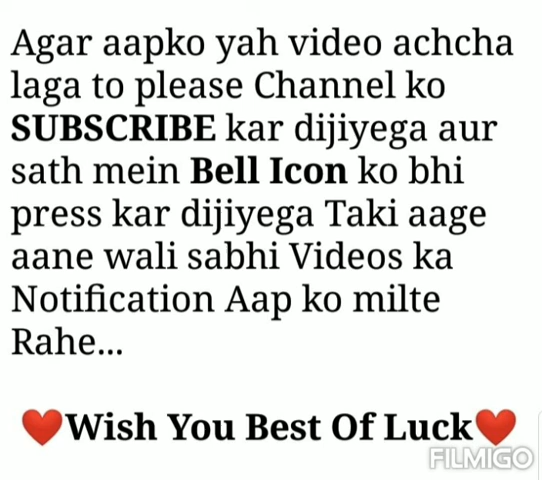 Agar aapko yah video achcha
laga to please Channel ko
SUBSCRIBE kar dijiyega aur
sath mein Bell Icon ko bhi
press kar dijiyega Taki aage
aane wali sabhi Videos ka
Notification Aap ko milte
Rahe...
❤️Wish You Best Of Luck❤️
FILMIGO